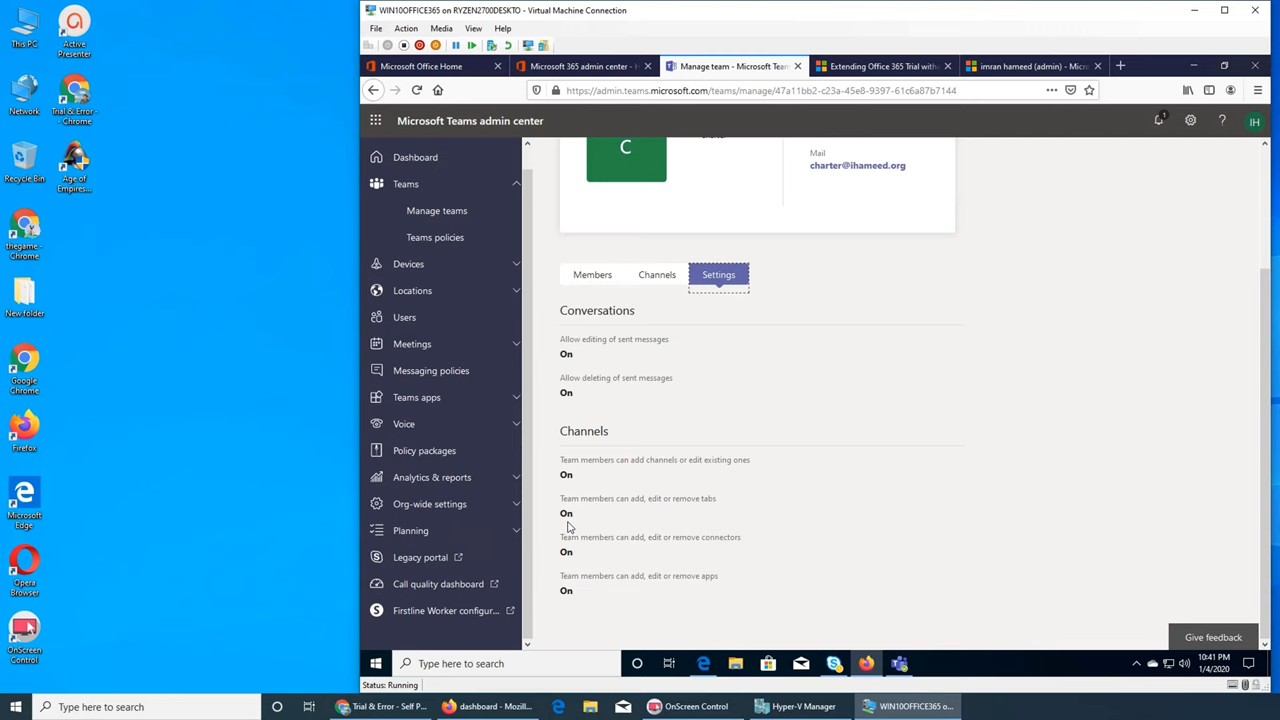 This PC
Active
Presenter
Network
Trial & Error -
- Chrome
Recycle Bin
Age of
Empires...
thegame -
Chrome
New folder
Google
Chrome
Firefox
Microsoft
Edge
Opera
Browser
OnScreen
Control
WIN10OFFICE365 on RYZEN2700DESKTO - Virtual Machine Connection
File Action Media View Help
Microsoft Office Home
Microsoft 365 admin center - H
Manage team - Microsoft Team
Extending Office 365 Trial with
imran hameed (admin) - Micro
https://admin.teams.microsoft.com/teams/manage/47a11bb2-c23a-45e8-9397-61c6a87b7144
Microsoft Teams admin center
1
IH
Dashboard
Teams
Manage teams
Teams policies
Devices
Locations
Users
Meetings
Messaging policies
Teams apps
Voice
Policy packages
Analytics & reports
Org-wide settings
Planning
Legacy portal
Call quality dashboard
Firstline Worker configur...
C
Mail
charter@ihameed.org
Members Channels Settings
Conversations
Allow editing of sent messages
On
Allow deleting of sent messages
On
Channels
Team members can add channels or edit existing ones
On
Team members can add, edit or remove tabs
On
Team members can add, edit or remove connectors
On
Team members can add, edit or remove apps
On
Give feedback
Type here to search
10:41 PM
1/4/2020
Status: Running
Type here to search
Trial & Error - Self P...
dashboard - Mozill...
OnScreen Control
Hyper-V Manager
WIN10OFFICE365 o...